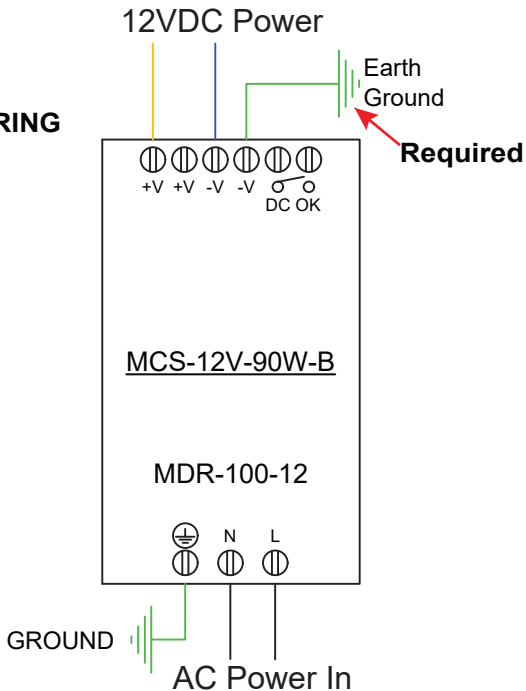 12VDC Power
Earth
Ground
RING
Required
+V +V -V -V
DC OK
MCS-12V-90W-B
MDR-100-12
N L
GROUND
AC Power In